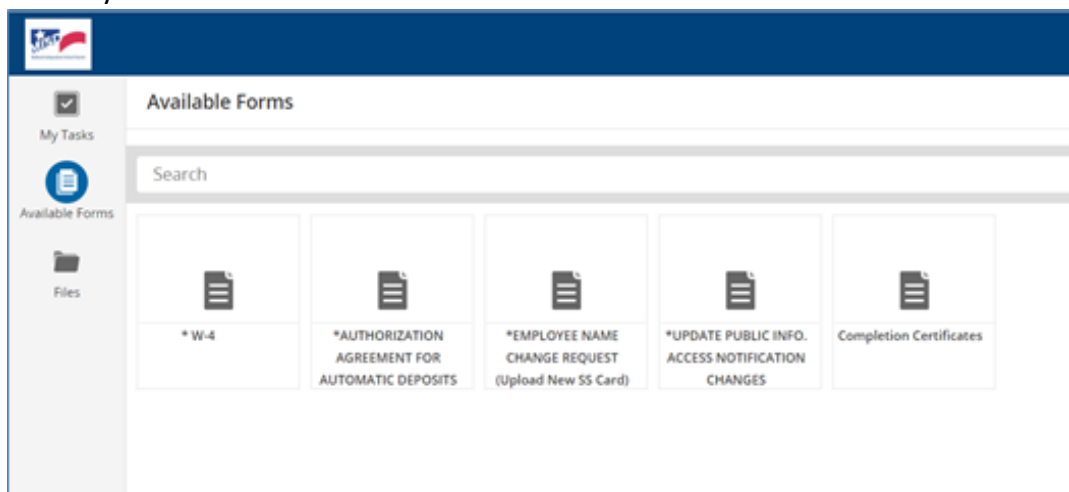 My Tasks
Available Forms
Files
Available Forms
Search
* W-4
*AUTHORIZATION
AGREEMENT FOR
AUTOMATIC DEPOSITS
*EMPLOYEE NAME
CHANGE REQUEST
(Upload New SS Card)
*UPDATE PUBLIC INFO.
ACCESS NOTIFICATION
CHANGES
Completion Certificates